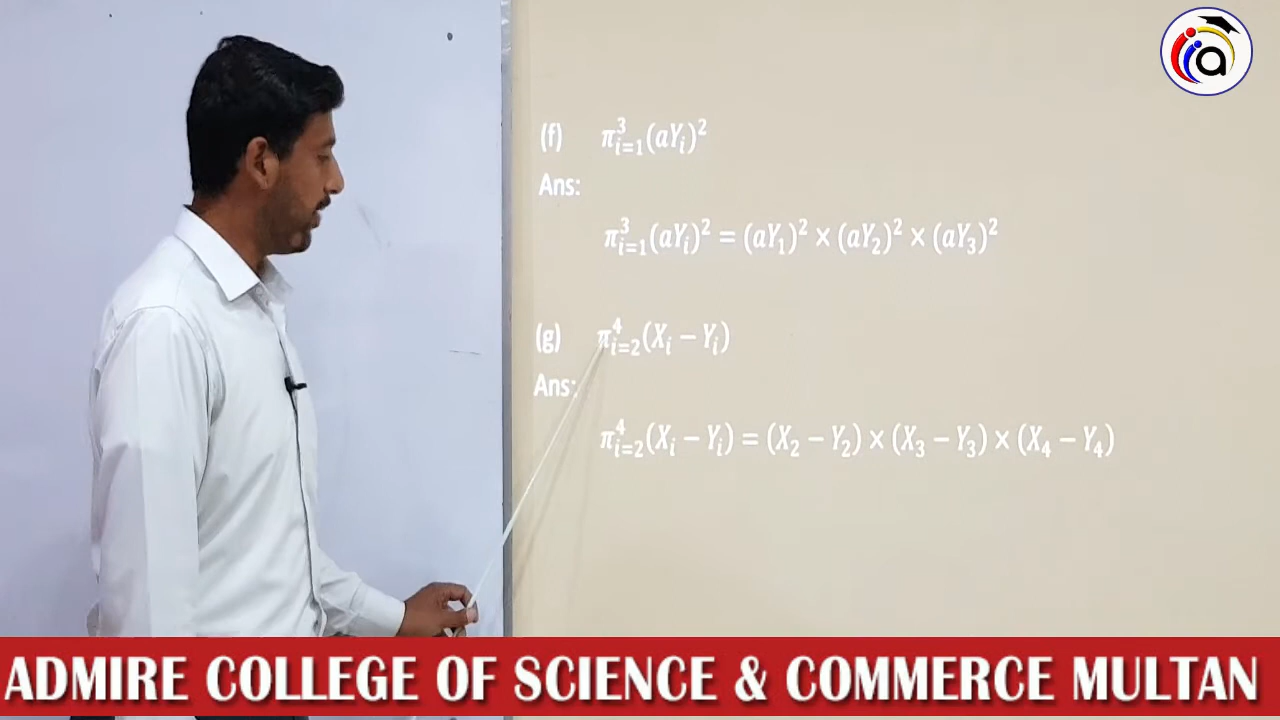 a
(f) π³ᵢ₌₁(aYᵢ)²
Ans:
π³ᵢ₌₁(aYᵢ)² = (aY₁)² × (aY₂)² × (aY₃)²
(g) π⁴ᵢ₌₂(Xᵢ − Yᵢ)
Ans:
π⁴ᵢ₌₂(Xᵢ − Yᵢ) = (X₂ − Y₂) × (X₃ − Y₃) × (X₄ − Y₄)
ADMIRE COLLEGE OF SCIENCE & COMMERCE MULTAN